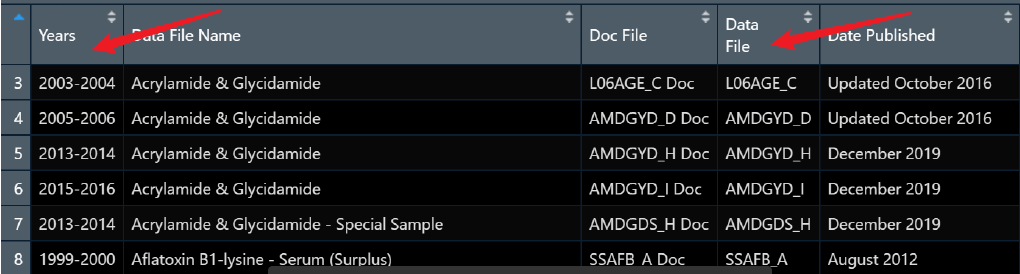 Years Data File Name Doc File Data File Date Published
3 2003-2004 Acrylamide & Glycidamide L06AGE_C Doc L06AGE_C Updated October 2016
4 2005-2006 Acrylamide & Glycidamide AMDGYD_D Doc AMDGYD_D Updated October 2016
5 2013-2014 Acrylamide & Glycidamide AMDGYD_H Doc AMDGYD_H December 2019
6 2015-2016 Acrylamide & Glycidamide AMDGYD_I Doc AMDGYD_I December 2019
7 2013-2014 Acrylamide & Glycidamide - Special Sample AMDGDS_H Doc AMDGDS_H December 2019
8 1999-2000 Aflatoxin B1-lysine - Serum (Surplus) SSAFB_A Doc SSAFB_A August 2012